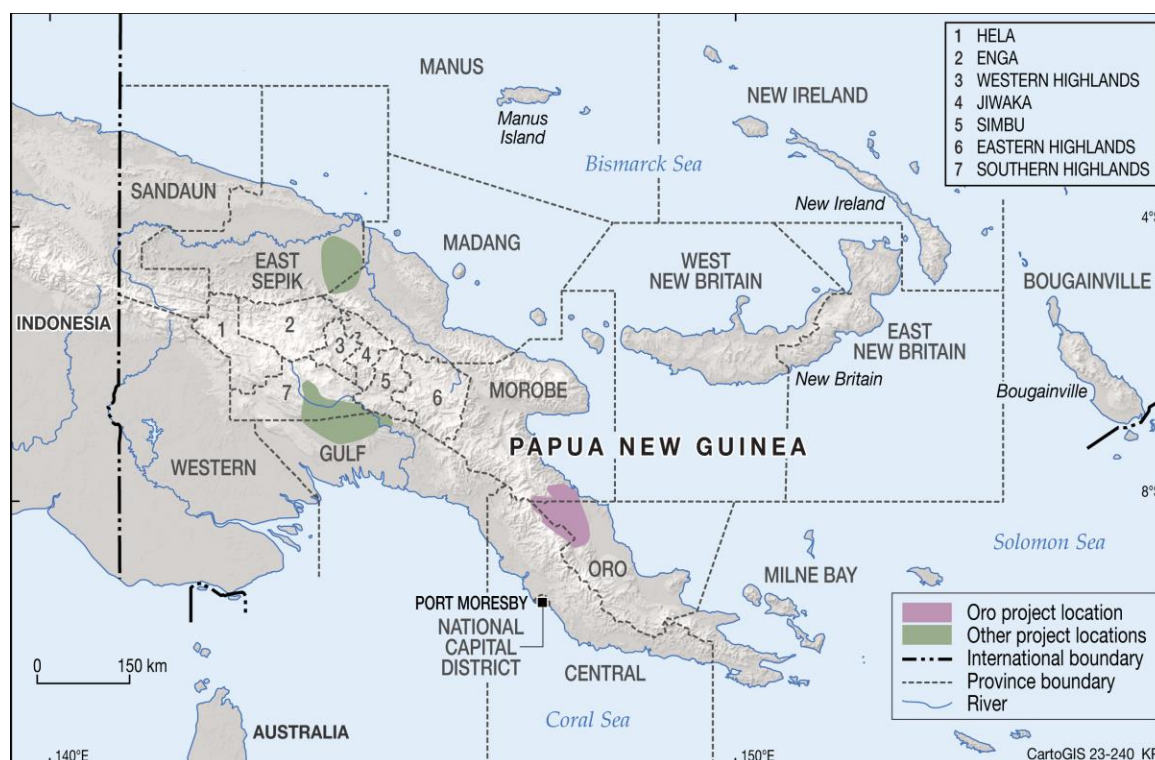 1 HELA
2 ENGA
3 WESTERN HIGHLANDS
4 JIWAKA
5 SIMBU
6 EASTERN HIGHLANDS
7 SOUTHERN HIGHLANDS
MANUS
Manus
Island
NEW IRELAND
Bismarck Sea
SANDAUN
New Ireland
4°S
MADANG
EAST
SEPIK
WEST
NEW BRITAIN
BOUGAINVILLE
INDONESIA
1
2
3
4
5
6
7
EAST
NEW BRITAIN
New Britain
MOROBE
Bougainville
PAPUA NEW GUINEA
WESTERN
GULF
8°S
Solomon Sea
ORO
MILNE BAY
PORT MORESBY
NATIONAL
CAPITAL
DISTRICT
CENTRAL
Coral Sea
0 150 km
AUSTRALIA
Oro project location
Other project locations
International boundary
Province boundary
River
140°E
150°E
CartoGIS 23-240 KP